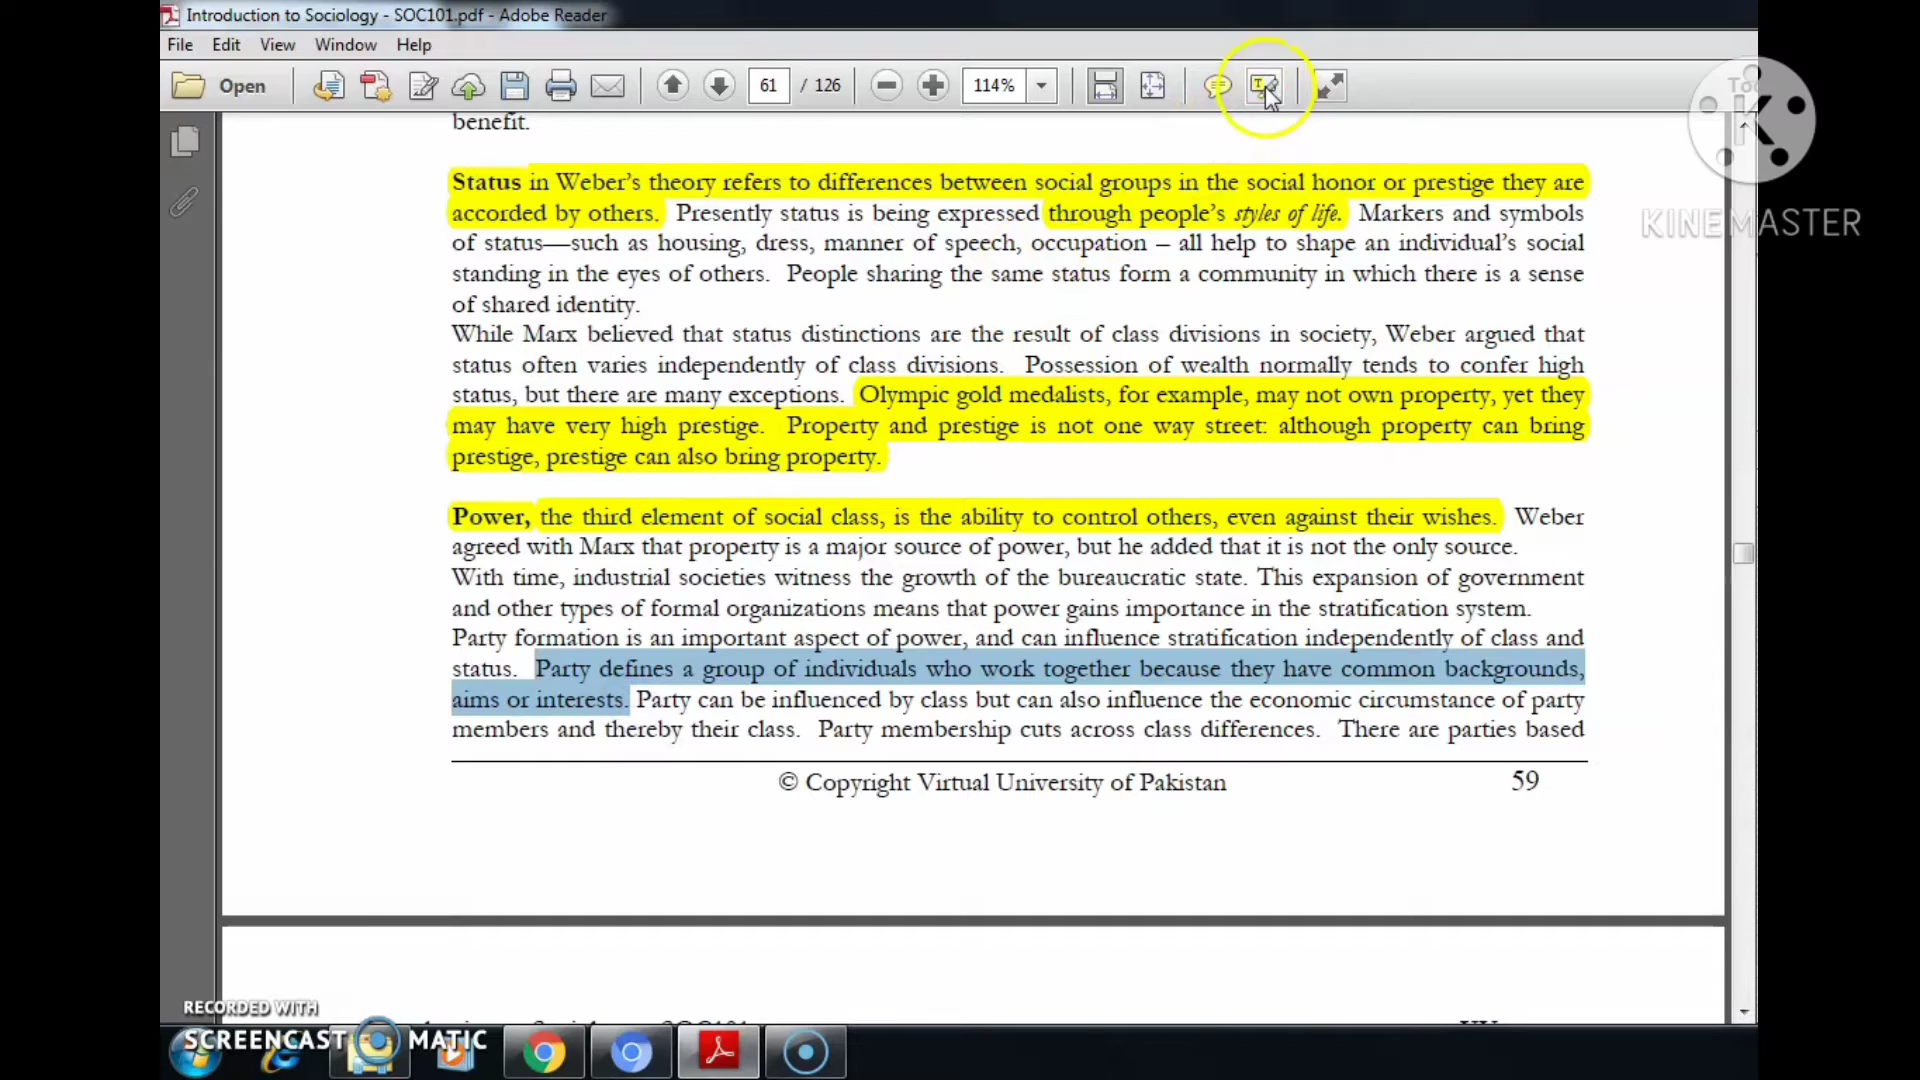 Introduction to Sociology - SOC101.pdf - Adobe Reader
File Edit View Window Help
Open 61 / 126 114%
KINEMASTER
benefit.
Status in Weber's theory refers to differences between social groups in the social honor or prestige they are
accorded by others. Presently status is being expressed through people's styles of life. Markers and symbols
of status—such as housing, dress, manner of speech, occupation – all help to shape an individual's social
standing in the eyes of others. People sharing the same status form a community in which there is a sense
of shared identity.
While Marx believed that status distinctions are the result of class divisions in society, Weber argued that
status often varies independently of class divisions. Possession of wealth normally tends to confer high
status, but there are many exceptions. Olympic gold medalists, for example, may not own property, yet they
may have very high prestige. Property and prestige is not one way street: although property can bring
prestige, prestige can also bring property.
Power, the third element of social class, is the ability to control others, even against their wishes. Weber
agreed with Marx that property is a major source of power, but he added that it is not the only source.
With time, industrial societies witness the growth of the bureaucratic state. This expansion of government
and other types of formal organizations means that power gains importance in the stratification system.
Party formation is an important aspect of power, and can influence stratification independently of class and
status. Party defines a group of individuals who work together because they have common backgrounds,
aims or interests. Party can be influenced by class but can also influence the economic circumstance of party
members and thereby their class. Party membership cuts across class differences. There are parties based
© Copyright Virtual University of Pakistan 59
RECORDED WITH
SCREENCAST MATIC